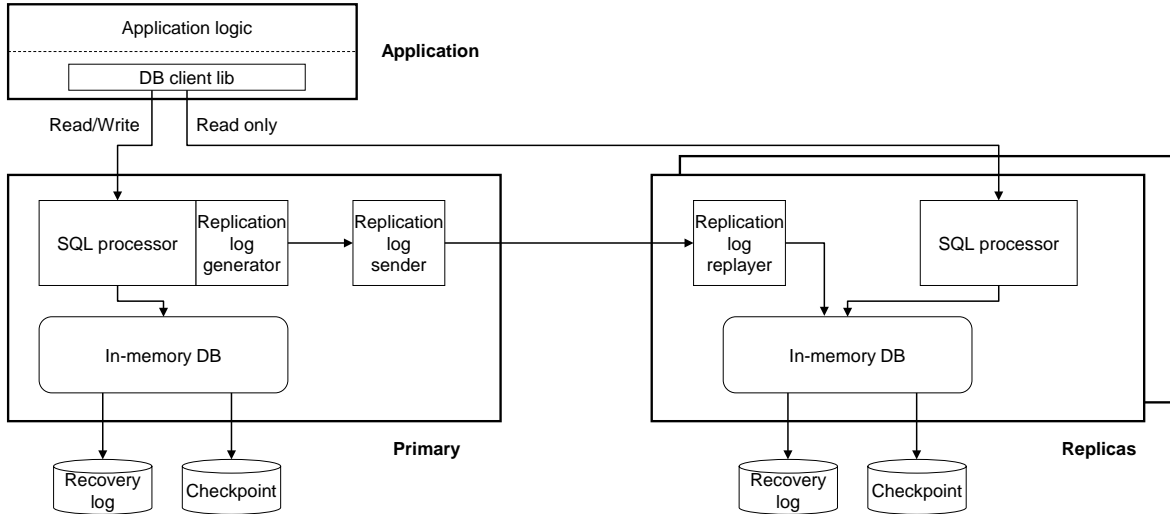 Application logic
Application
DB client lib
Read/Write
Read only
SQL processor
Replication
log
generator
Replication
log
sender
Replication
log
replayer
SQL processor
In-memory DB
In-memory DB
Primary
Replicas
Recovery
log
Checkpoint
Recovery
log
Checkpoint